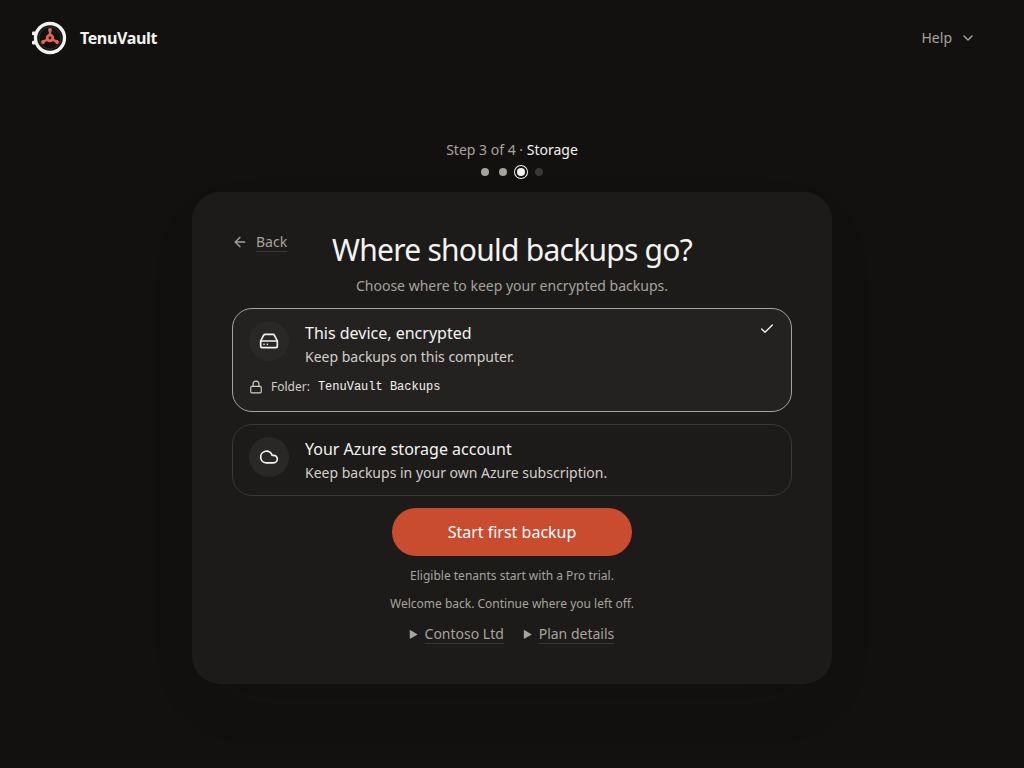 TenuVault
Help
Step 3 of 4 · Storage
Back
Where should backups go?
Choose where to keep your encrypted backups.
This device, encrypted
Keep backups on this computer.
Folder: TenuVault Backups
Your Azure storage account
Keep backups in your own Azure subscription.
Start first backup
Eligible tenants start with a Pro trial.
Welcome back. Continue where you left off.
Contoso Ltd
Plan details